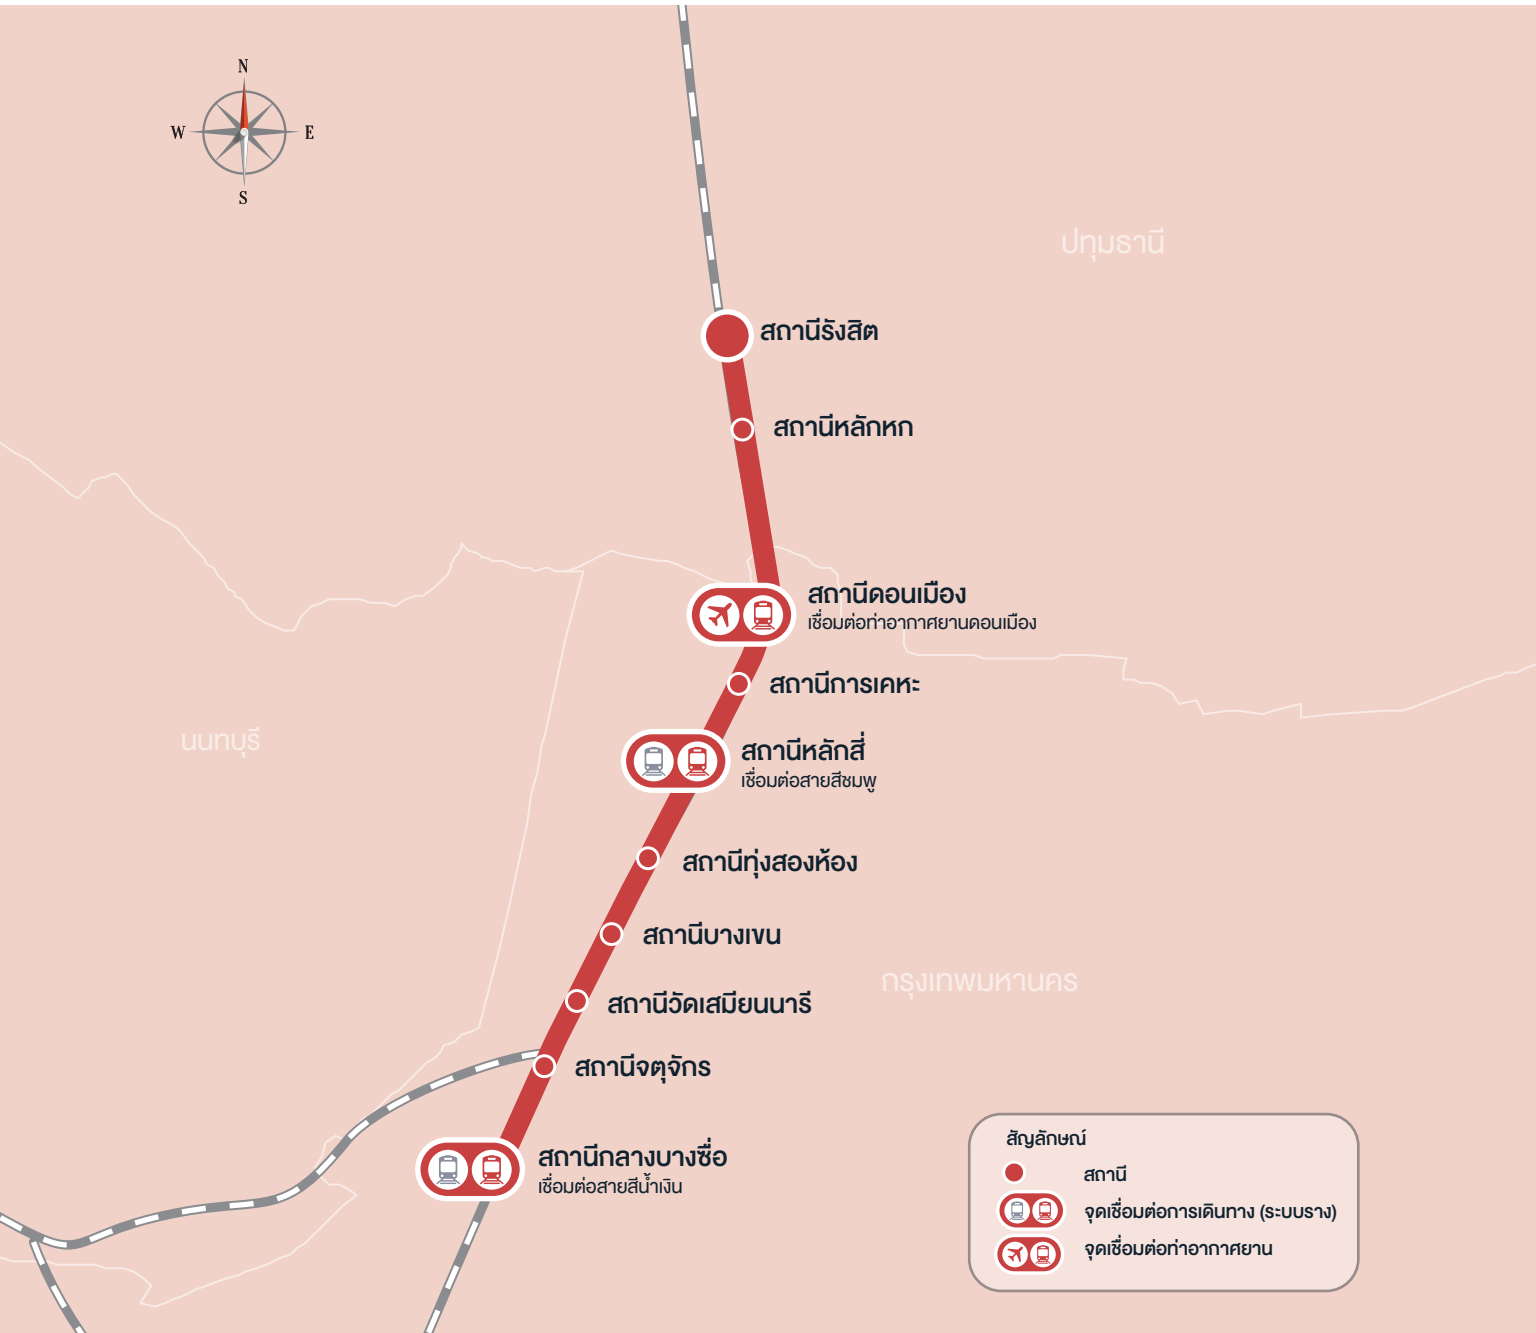 N
W
E
S
ปทุมธานี
สถานีรังสิต
สถานีหลักหก
สถานีดอนเมือง
เชื่อมต่อท่าอากาศยานดอนเมือง
สถานีการเคหะ
นนทบุรี
สถานีหลักสี่
เชื่อมต่อสายสีชมพู
สถานีทุ่งสองห้อง
สถานีบางเขน
กรุงเทพมหานคร
สถานีวัดเสมียนนารี
สถานีจตุจักร
สถานีกลางบางซื่อ
เชื่อมต่อสายสีน้ำเงิน
สัญลักษณ์
สถานี
จุดเชื่อมต่อการเดินทาง (ระบบราง)
จุดเชื่อมต่อท่าอากาศยาน